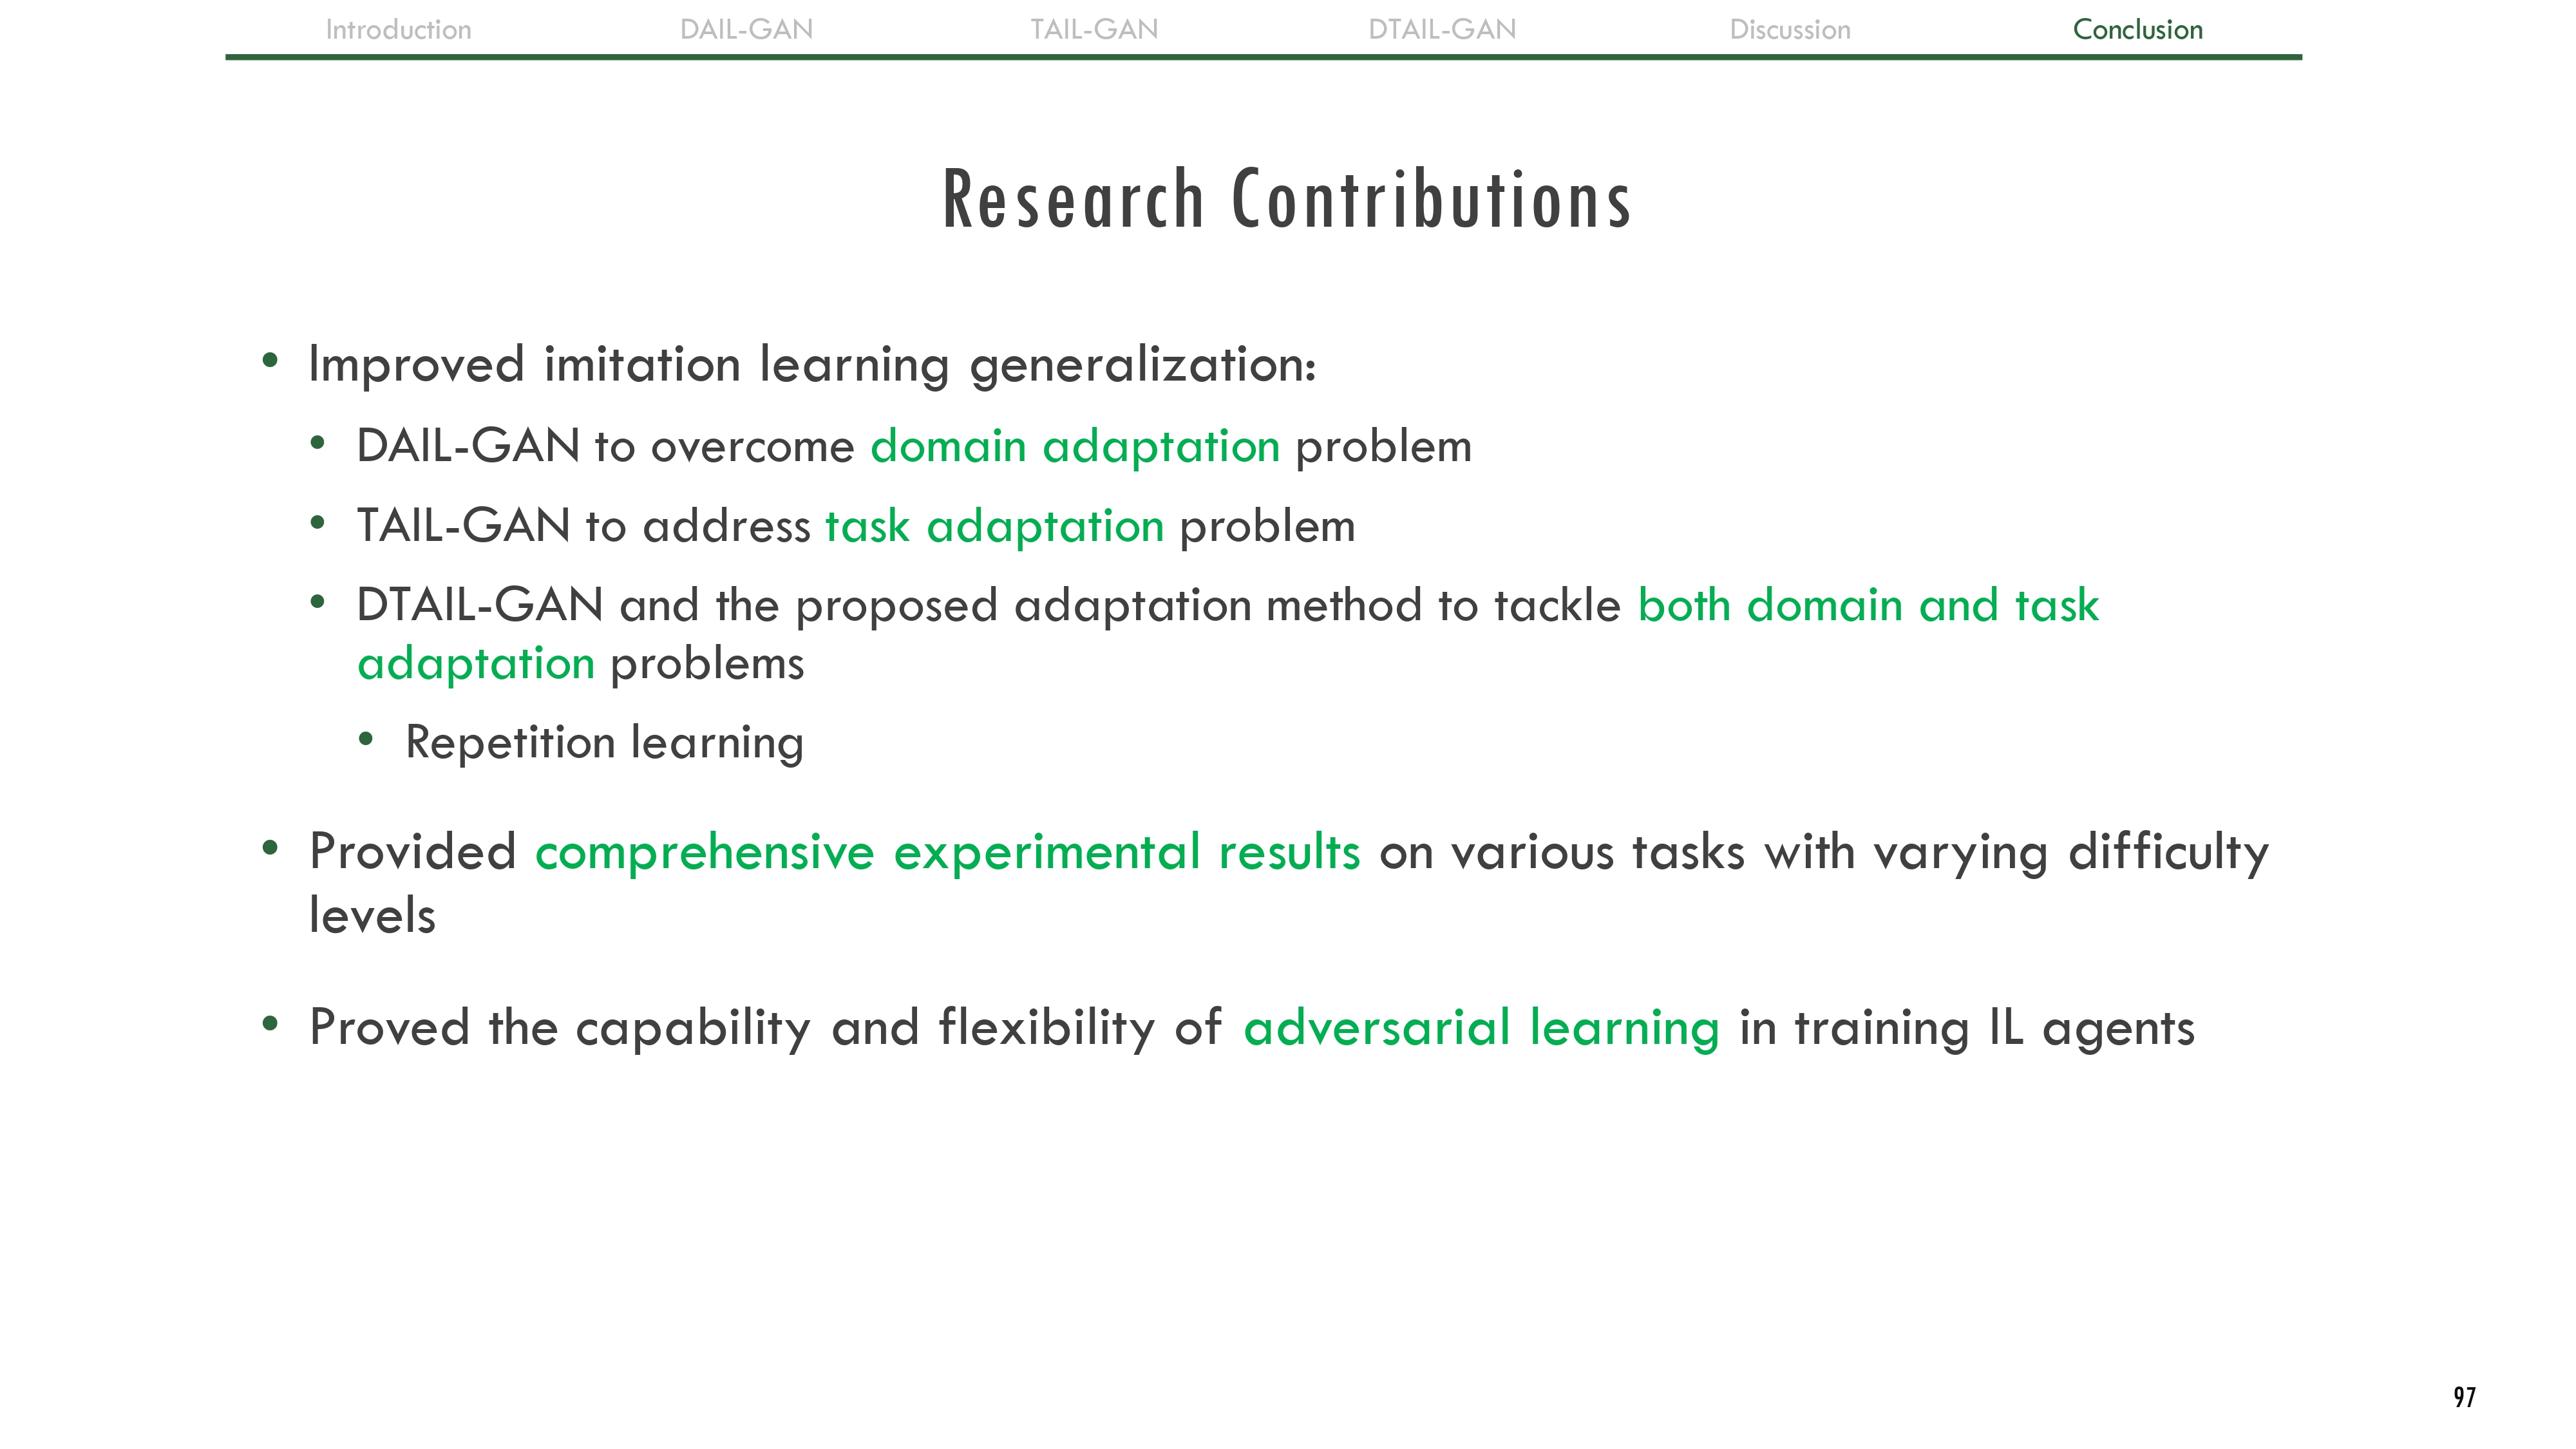 Introduction DAIL-GAN TAIL-GAN DTAIL-GAN Discussion Conclusion
Research Contributions
• Improved imitation learning generalization:
• DAIL-GAN to overcome domain adaptation problem
• TAIL-GAN to address task adaptation problem
• DTAIL-GAN and the proposed adaptation method to tackle both domain and task
adaptation problems
• Repetition learning
• Provided comprehensive experimental results on various tasks with varying difficulty
levels
• Proved the capability and flexibility of adversarial learning in training IL agents
97